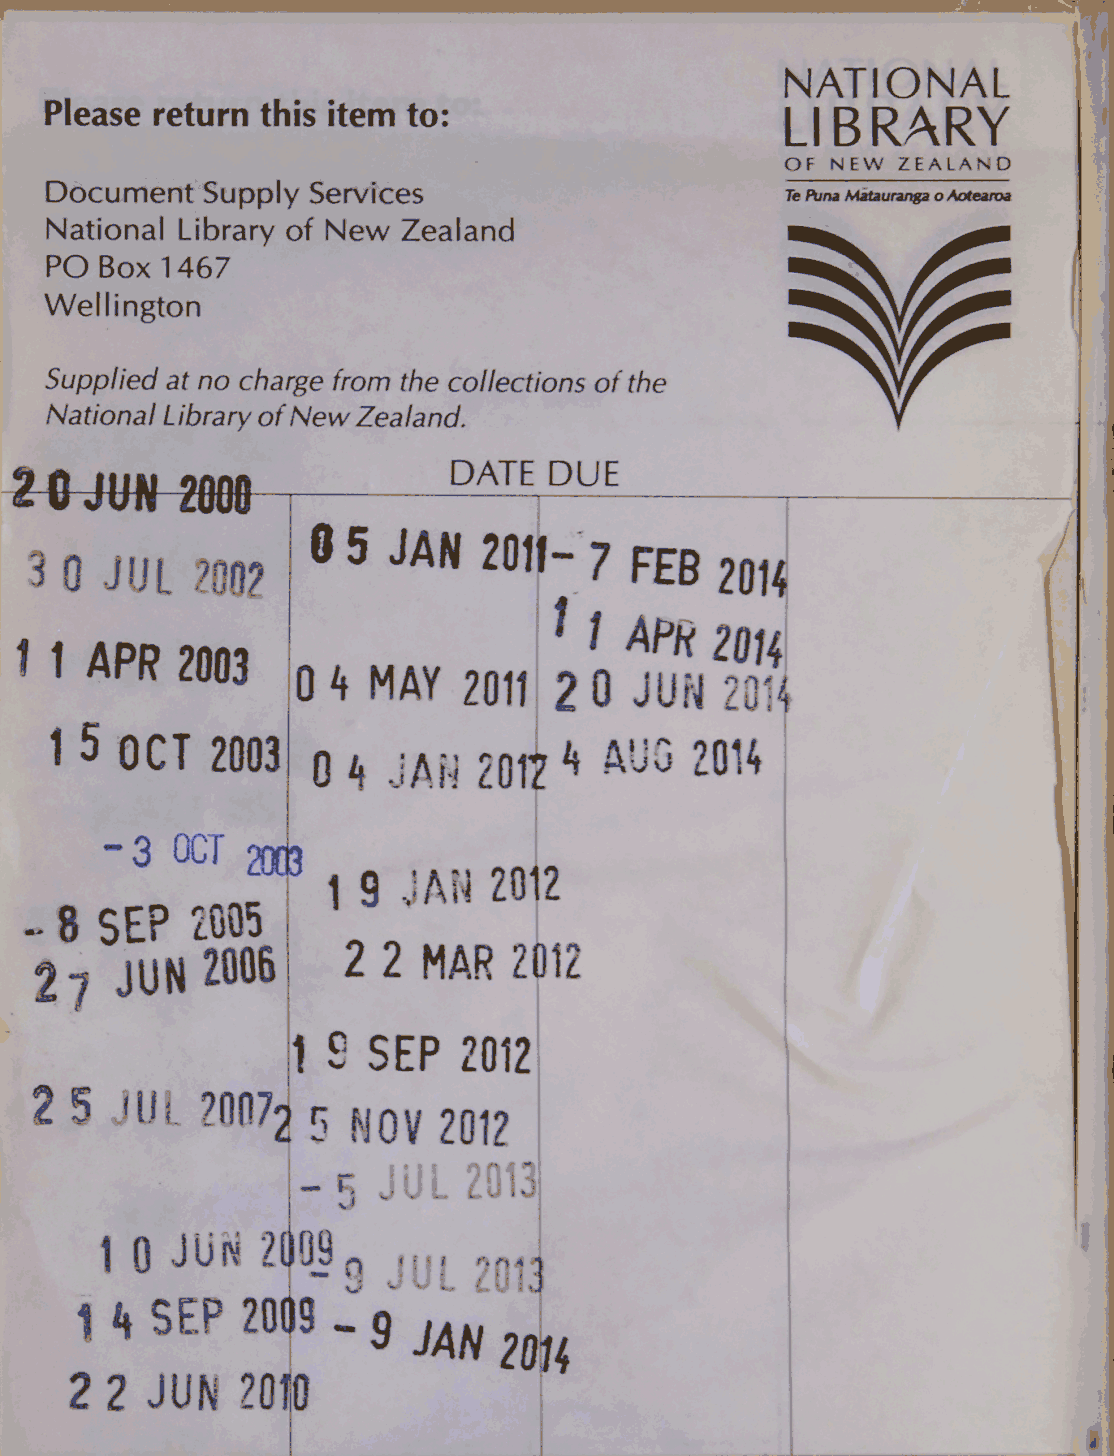 Please return this item to:
Document Supply Services
National Library of New Zealand
PO Box 1467
Wellington
Supplied at no charge from the collections of the
National Library of New Zealand.
NATIONAL
LIBRARY
OF NEW ZEALAND
Te Puna Mātauranga o Aotearoa
DATE DUE
20 JUN 2000
30 JUL 2002
11 APR 2003
15 OCT 2003
-3 OCT 2003
-8 SEP 2005
27 JUN 2006
25 JUL 2007
10 JUN 2009
14 SEP 2009
22 JUN 2010
05 JAN 2011
04 MAY 2011
04 JAN 2012
19 JAN 2012
22 MAR 2012
19 SEP 2012
25 NOV 2012
-5 JUL 2013
-9 JUL 2013
-9 JAN 2014
-7 FEB 2014
11 APR 2014
20 JUN 2014
4 AUG 2014